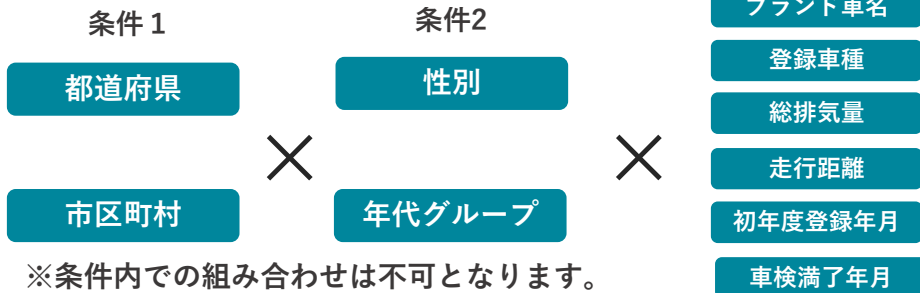 条件１
条件2
ブランド車名
都道府県
性別
登録車種
総排気量
×
×
走行距離
市区町村
年代グループ
初年度登録年月
※条件内での組み合わせは不可となります。
車検満了年月